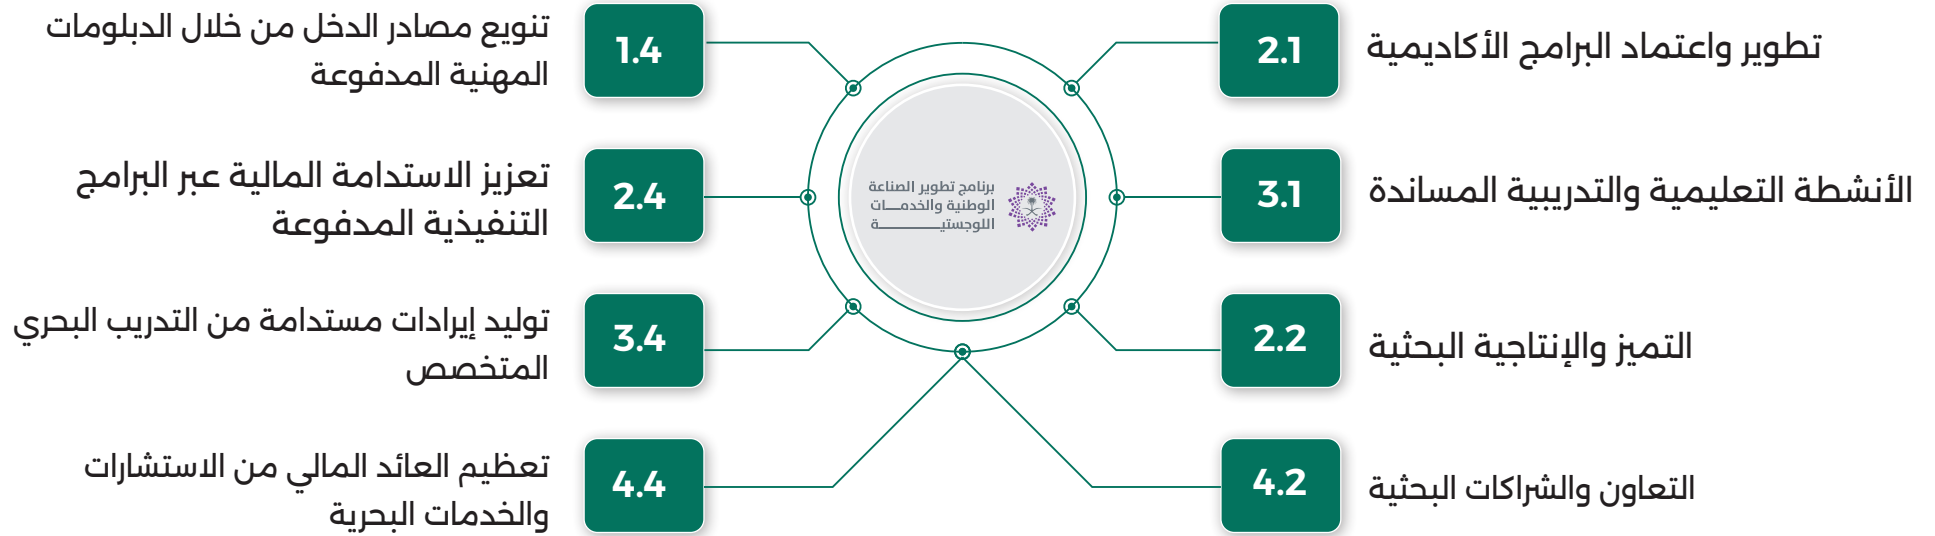 2.1
تطوير واعتماد البرامج الأكاديمية
3.1
الأنشطة التعليمية والتدريبية المساندة
2.2
التميز والإنتاجية البحثية
4.2
التعاون والشراكات البحثية
برنامج تطوير الصناعة
الوطنية والخدمـــات
اللوجستيـــــــــــة
1.4
تنويع مصادر الدخل من خلال الدبلومات
المهنية المدفوعة
2.4
تعزيز الاستدامة المالية عبر البرامج
التنفيذية المدفوعة
3.4
توليد إيرادات مستدامة من التدريب البحري
المتخصص
4.4
تعظيم العائد المالي من الاستشارات
والخدمات البحرية